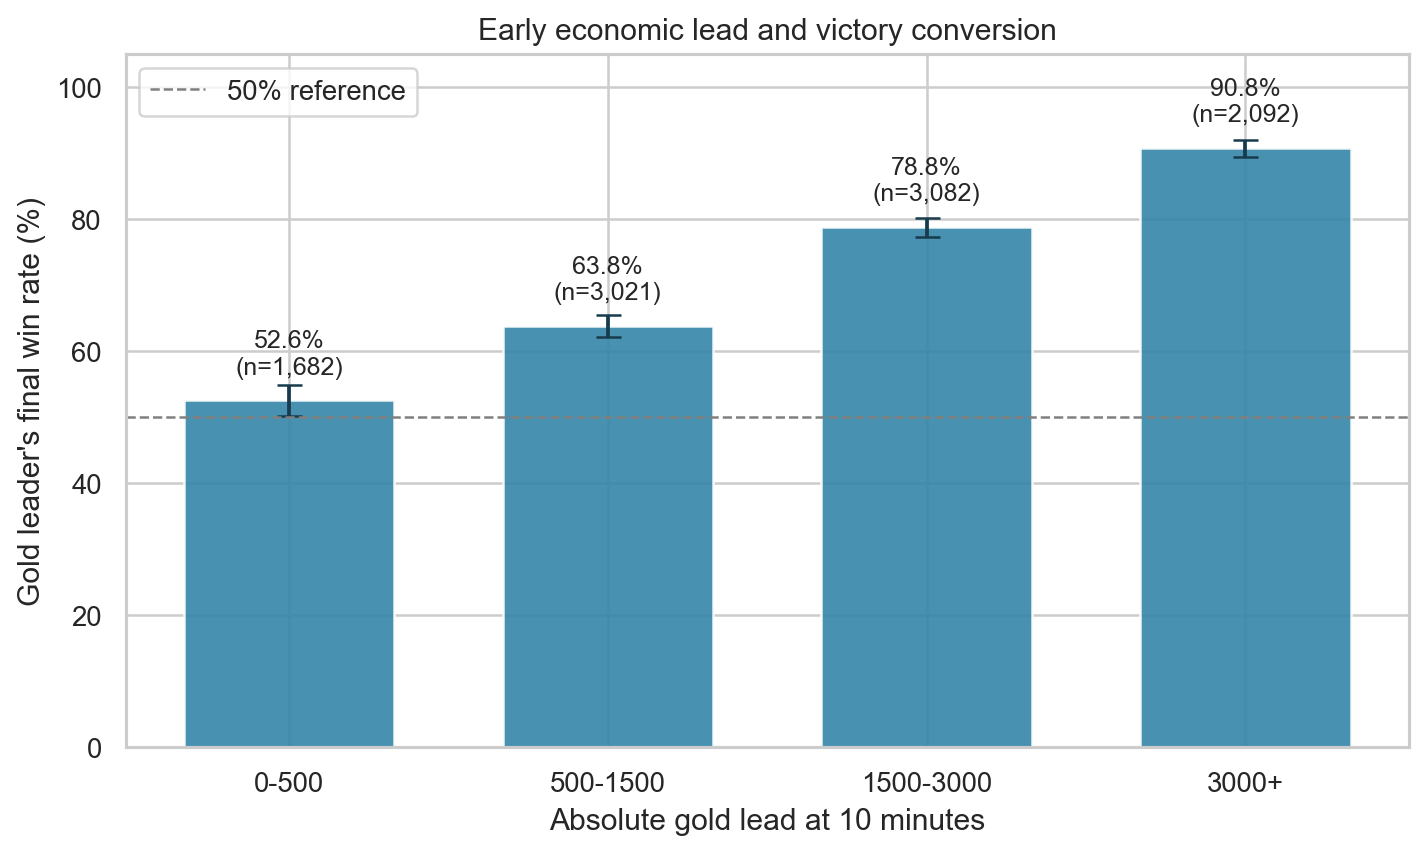 Early economic lead and victory conversion
50% reference
Gold leader's final win rate (%)
100
80
60
40
20
0
52.6%
(n=1,682)
63.8%
(n=3,021)
78.8%
(n=3,082)
90.8%
(n=2,092)
0-500
500-1500
1500-3000
3000+
Absolute gold lead at 10 minutes